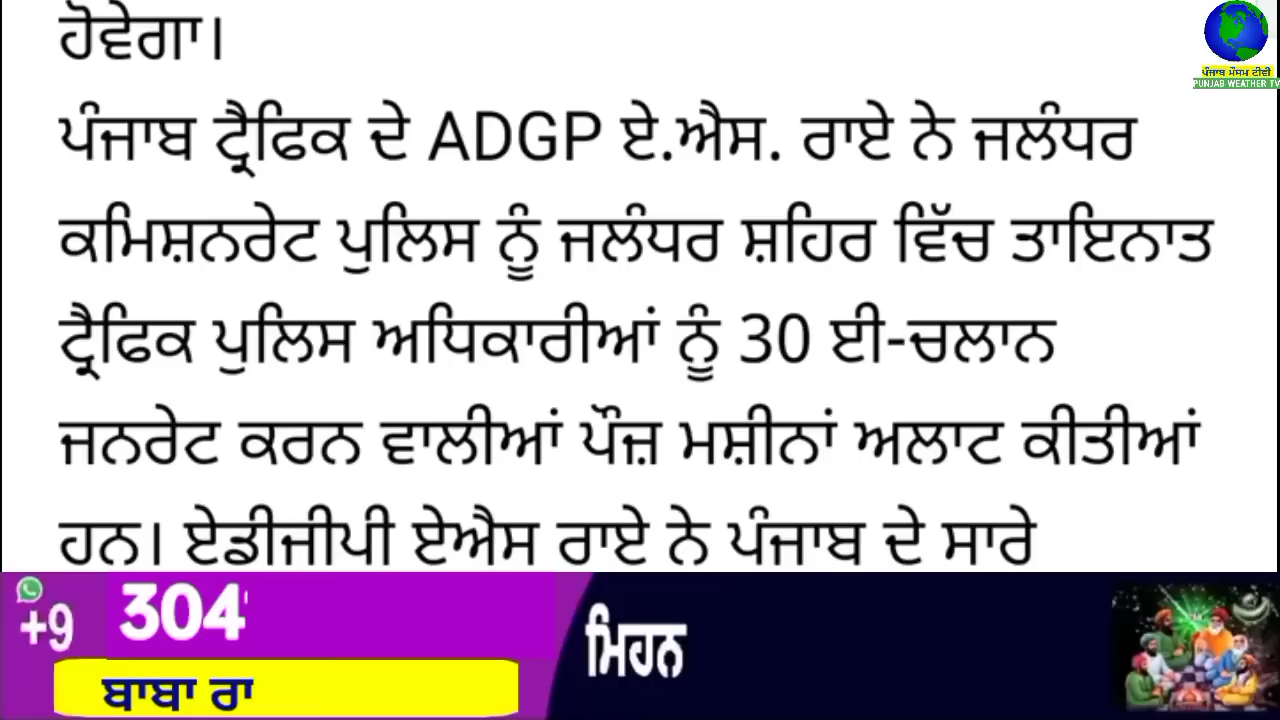 ਹੋਵੇਗਾ।
ਪੰਜਾਬ ਮੌਸਮ ਟੀਵੀ
PUNJAB WEATHER TV
ਪੰਜਾਬ ਟ੍ਰੈਫਿਕ ਦੇ ADGP ਏ.ਐਸ. ਰਾਏ ਨੇ ਜਲੰਧਰ
ਕਮਿਸ਼ਨਰੇਟ ਪੁਲਿਸ ਨੂੰ ਜਲੰਧਰ ਸ਼ਹਿਰ ਵਿੱਚ ਤਾਇਨਾਤ
ਟ੍ਰੈਫਿਕ ਪੁਲਿਸ ਅਧਿਕਾਰੀਆਂ ਨੂੰ 30 ਈ-ਚਲਾਨ
ਜਨਰੇਟ ਕਰਨ ਵਾਲੀਆਂ ਪੌਜ਼ ਮਸ਼ੀਨਾਂ ਅਲਾਟ ਕੀਤੀਆਂ
ਹਨ। ਏਡੀਜੀਪੀ ਏਐਸ ਰਾਏ ਨੇ ਪੰਜਾਬ ਦੇ ਸਾਰੇ
+9 304
ਬਾਬਾ ਰਾ
ਮਿਹਨ